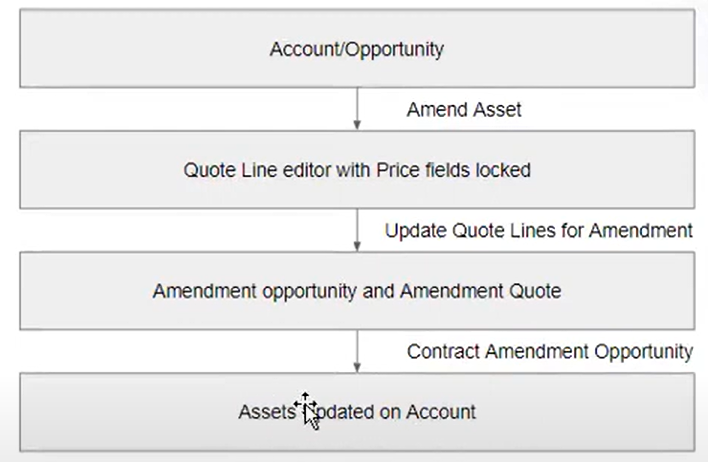 Account/Opportunity
Amend Asset
Quote Line editor with Price fields locked
Update Quote Lines for Amendment
Amendment opportunity and Amendment Quote
Contract Amendment Opportunity
Assets Updated on Account